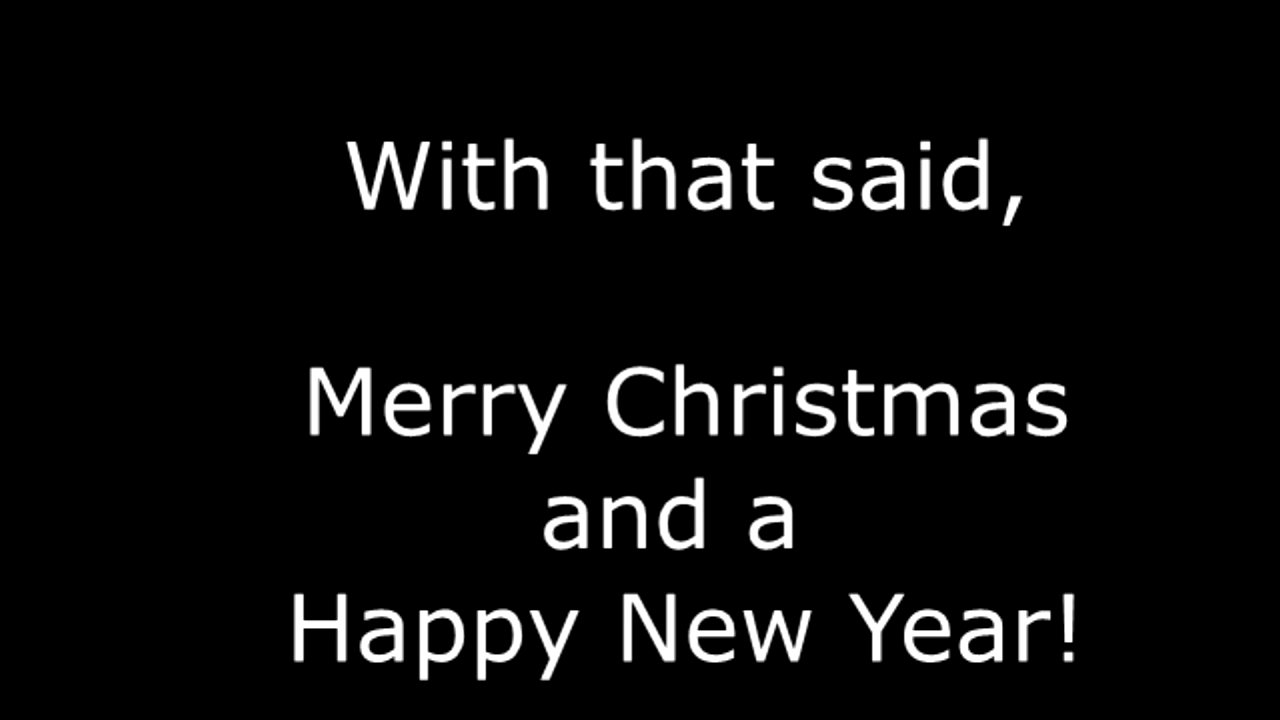 With that said,
Merry Christmas
and a
Happy New Year!